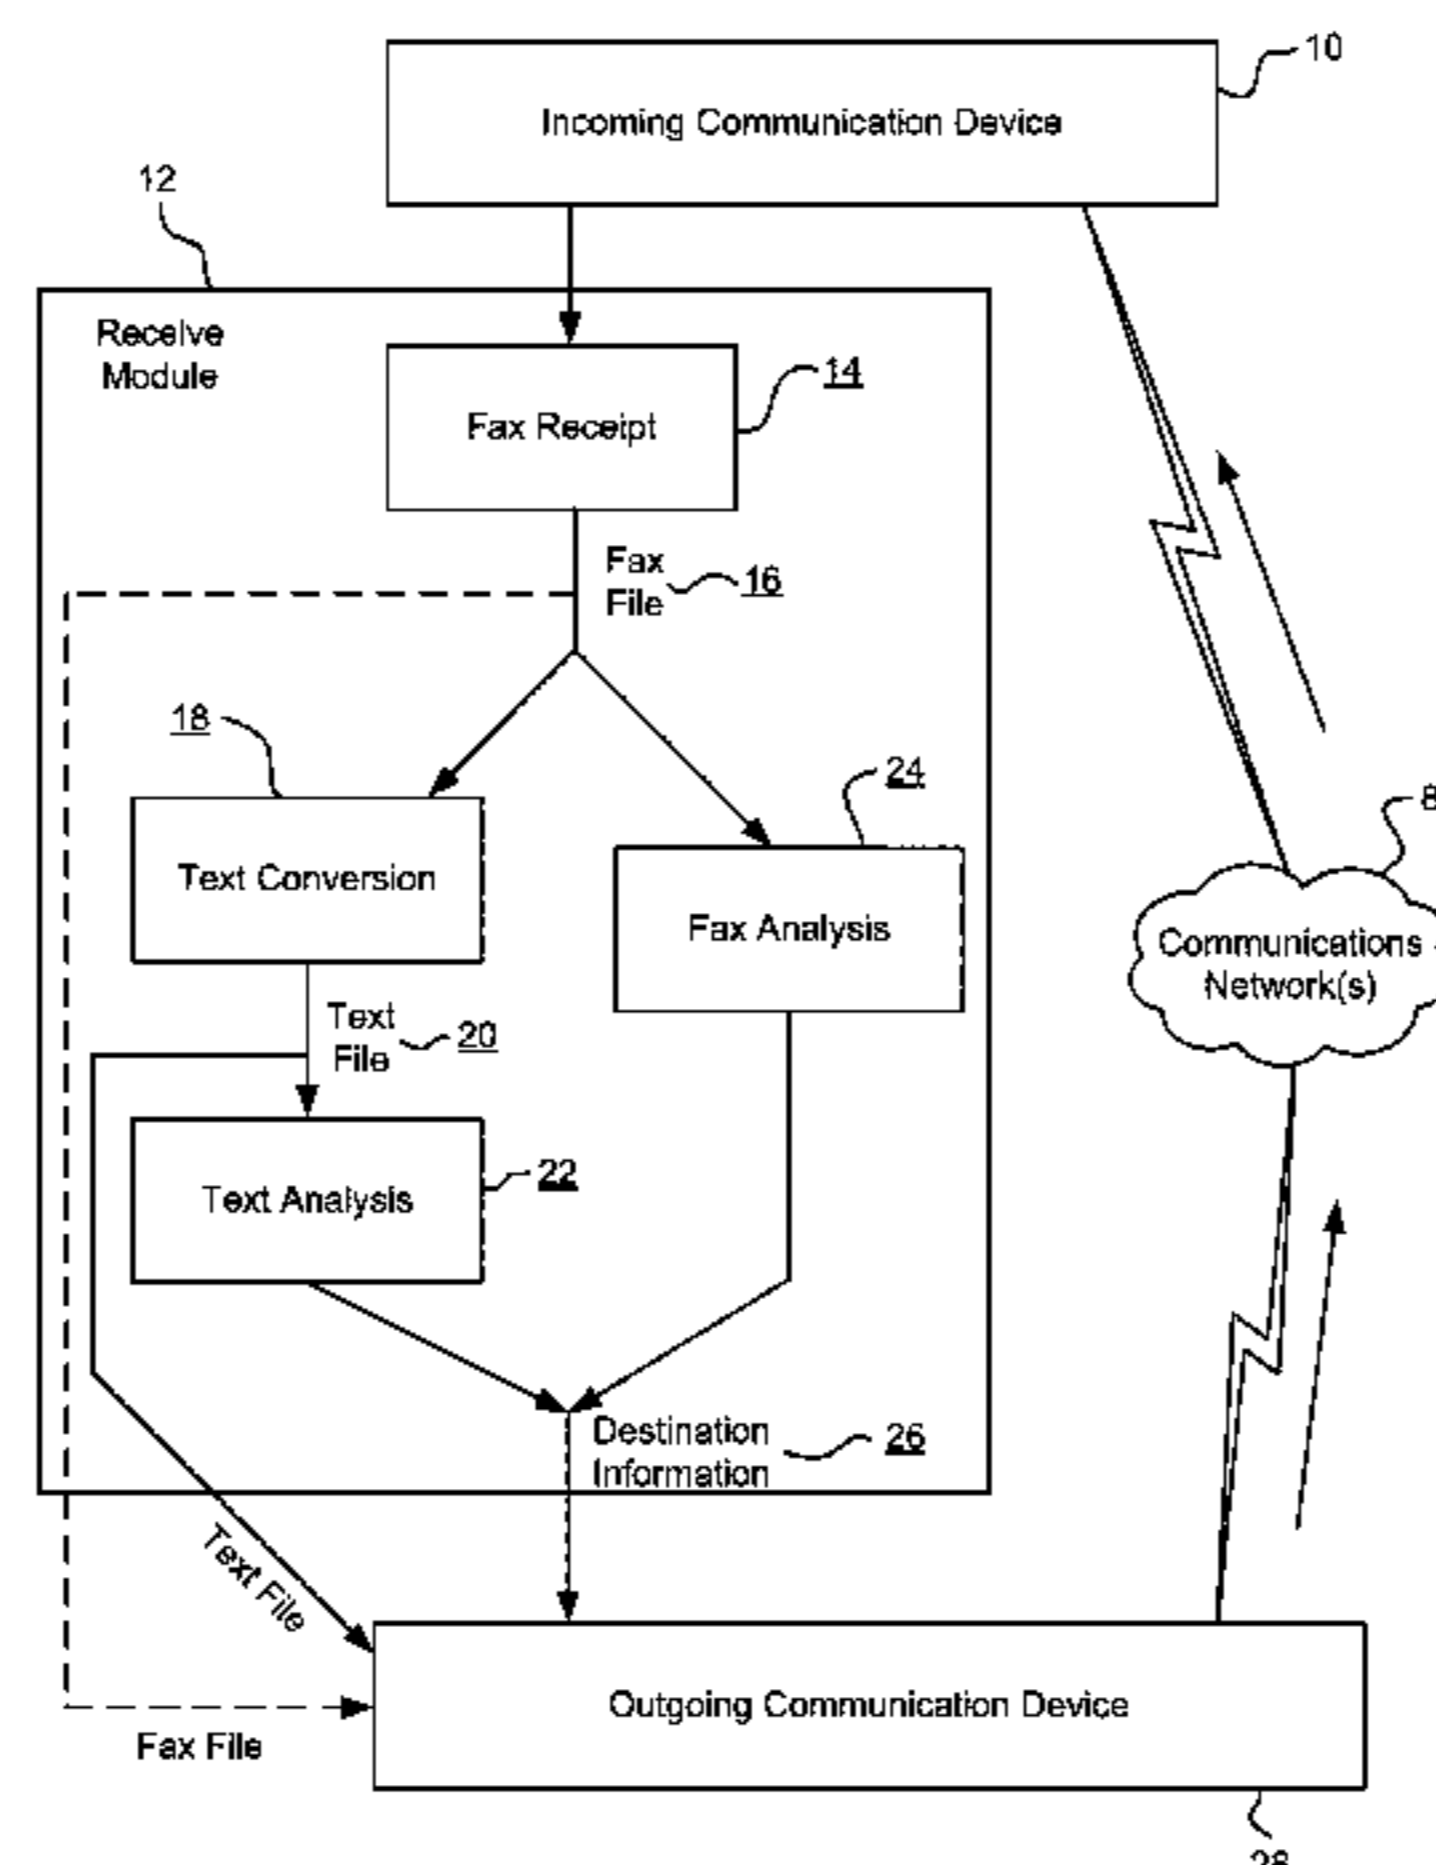 10
Incoming Communication Device
12
Receive
Module
14
Fax Receipt
Fax
File
16
18
24
Text Conversion
Fax Analysis
8
Communications
Network(s)
Text
File
20
Text Analysis
22
Destination
Information
26
Text File
Outgoing Communication Device
Fax File
28